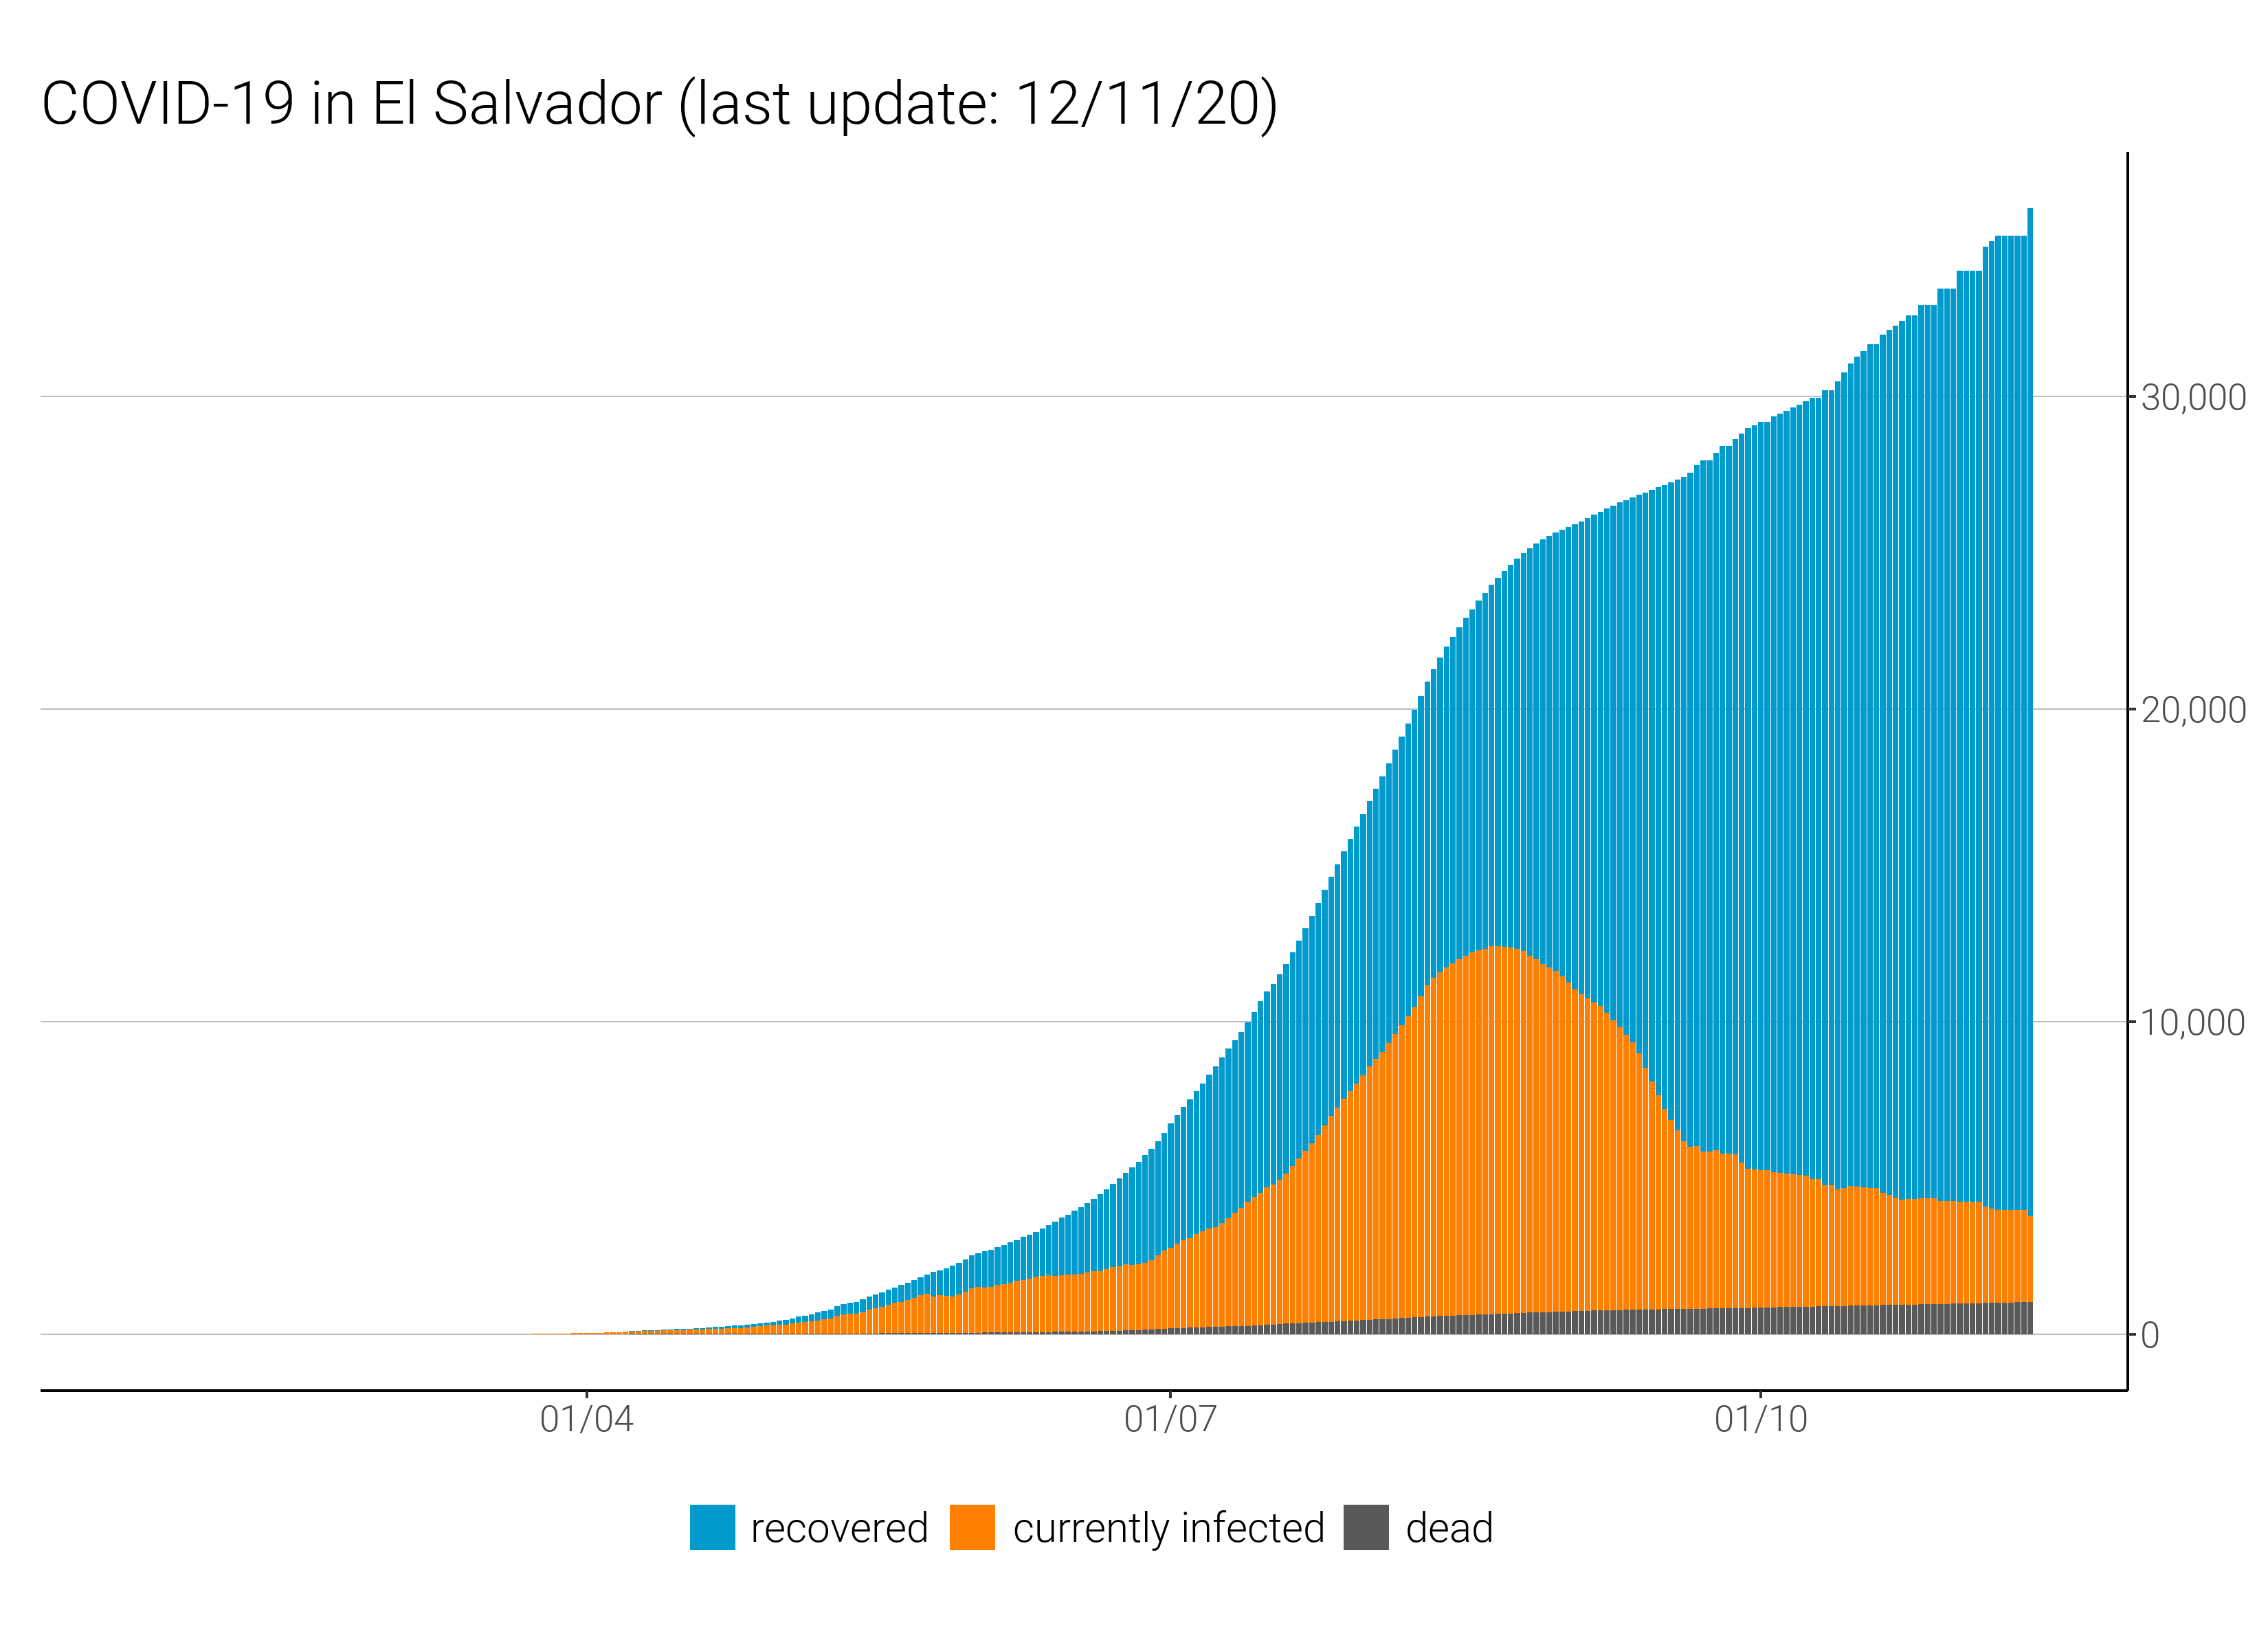 COVID-19 in El Salvador (last update: 12/11/20)
30,000
20,000
10,000
0
01/04 01/07 01/10
recovered currently infected dead